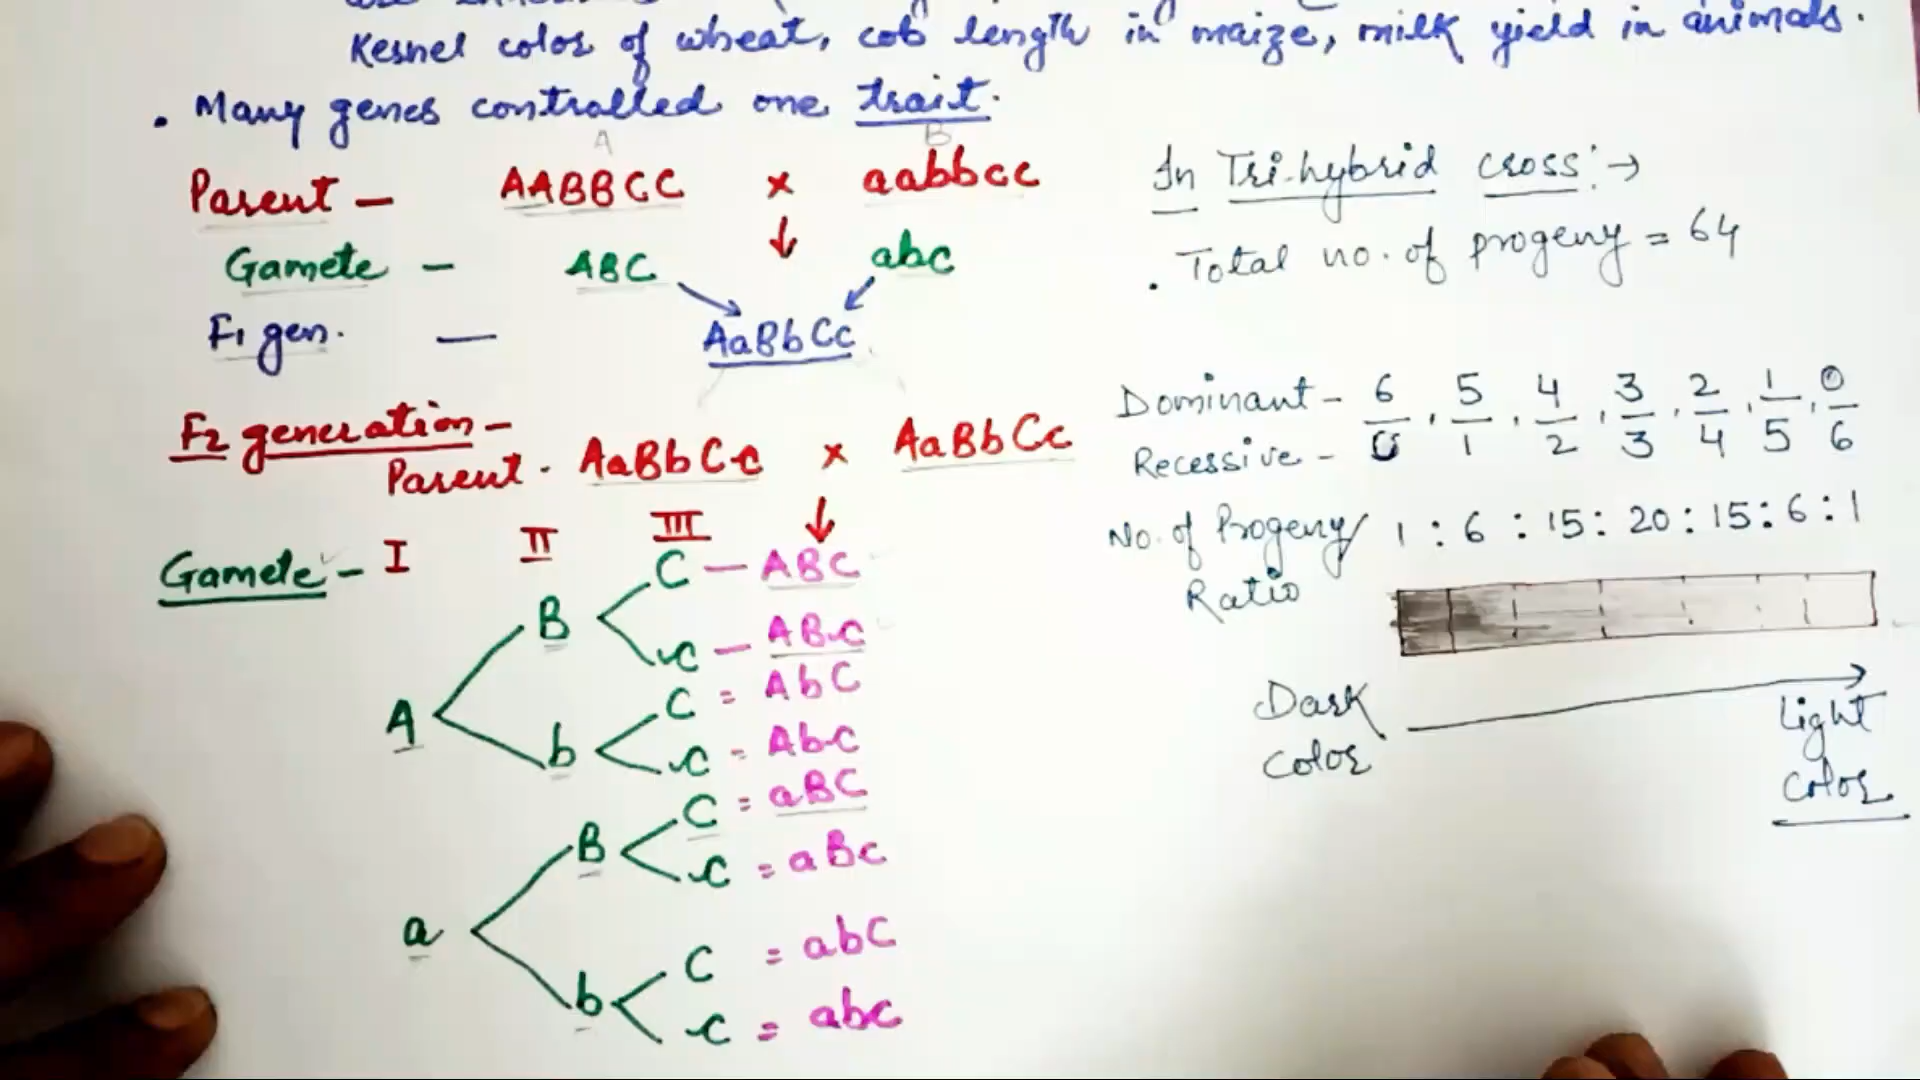 Kernel color of wheat, cob length in maize, milk yield in animals.
• Many genes controlled one trait.
A B
Parent – AABBCC × aabbcc
Gamete – ABC abc
F1 gen. — AaBbCc
F2 generation –
Parent - AaBbCc × AaBbCc
Gamete - I II III
A B C — ABC
c — ABc
b C = AbC
c = Abc
a B C = aBC
c = aBc
b C = abC
c = abc
In Tri-hybrid cross:→
• Total no. of progeny = 64
Dominant - 6 5 4 3 2 1 0
Recessive - 0 , 1 , 2 , 3 , 4 , 5 , 6
No. of Progeny/ 1 : 6 : 15 : 20 : 15 : 6 : 1
Ratio
Dark color
Light color